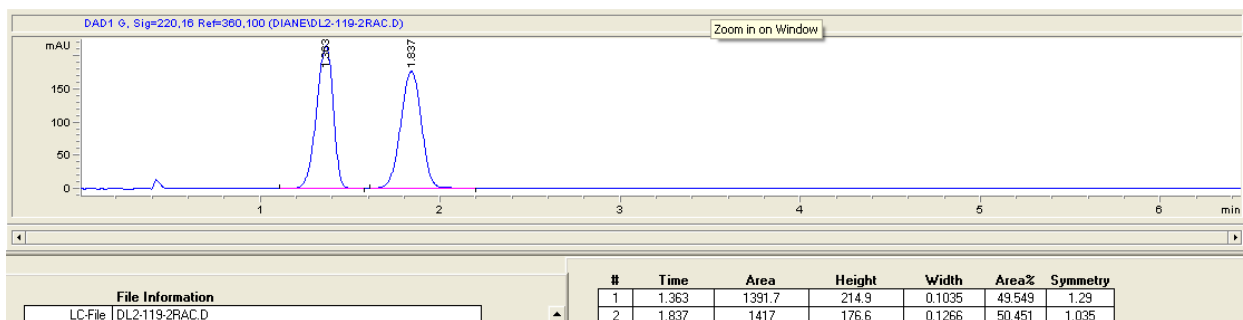 DAD1 G, Sig=220,16 Ref=360,100 (DIANE\DL2-119-2RAC.D)
Zoom in on Window
mAU
1.363
1.837
150
100
50
0
1 2 3 4 5 6 min
# Time Area Height Width Area% Symmetry
1 1.363 1391.7 214.9 0.1035 49.549 1.29
2 1.837 1417 176.6 0.1266 50.451 1.035
File Information
LC-File DL2-119-2RAC.D